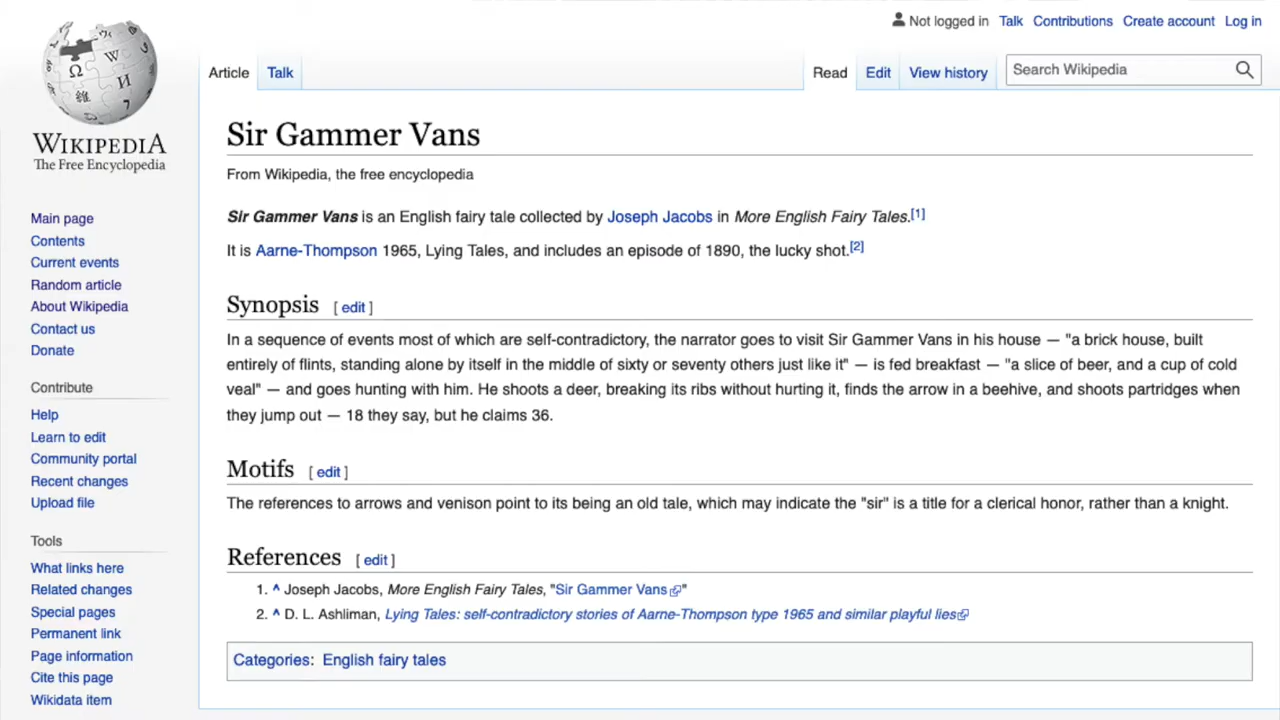 Not logged in Talk Contributions Create account Log in
Article Talk Read Edit View history Search Wikipedia
WIKIPEDIA
The Free Encyclopedia
Main page
Contents
Current events
Random article
About Wikipedia
Contact us
Donate
Contribute
Help
Learn to edit
Community portal
Recent changes
Upload file
Tools
What links here
Related changes
Special pages
Permanent link
Page information
Cite this page
Wikidata item
Sir Gammer Vans
From Wikipedia, the free encyclopedia
Sir Gammer Vans is an English fairy tale collected by Joseph Jacobs in More English Fairy Tales.[1]
It is Aarne-Thompson 1965, Lying Tales, and includes an episode of 1890, the lucky shot.[2]
Synopsis [ edit ]
In a sequence of events most of which are self-contradictory, the narrator goes to visit Sir Gammer Vans in his house — "a brick house, built
entirely of flints, standing alone by itself in the middle of sixty or seventy others just like it" — is fed breakfast — "a slice of beer, and a cup of cold
veal" — and goes hunting with him. He shoots a deer, breaking its ribs without hurting it, finds the arrow in a beehive, and shoots partridges when
they jump out — 18 they say, but he claims 36.
Motifs [ edit ]
The references to arrows and venison point to its being an old tale, which may indicate the "sir" is a title for a clerical honor, rather than a knight.
References [ edit ]
1. ^ Joseph Jacobs, More English Fairy Tales, "Sir Gammer Vans"
2. ^ D. L. Ashliman, Lying Tales: self-contradictory stories of Aarne-Thompson type 1965 and similar playful lies
Categories: English fairy tales